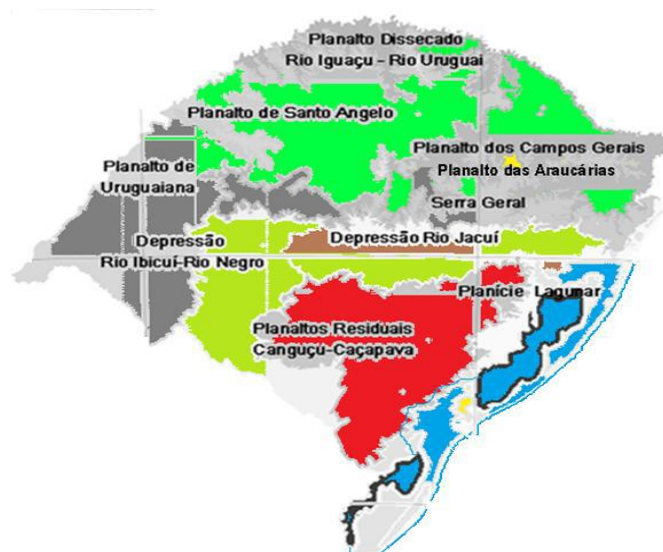 Planalto Dissecado
Rio Iguaçu - Rio Uruguai
Planalto de Santo Angelo
Planalto dos Campos Gerais
Planalto das Araucárias
Planalto de
Uruguaiana
Serra Geral
Depressão
Rio Ibicuí-Rio Negro
Depressão Rio Jacuí
Planície Lagunar
Planaltos Residuais
Canguçu-Caçapava